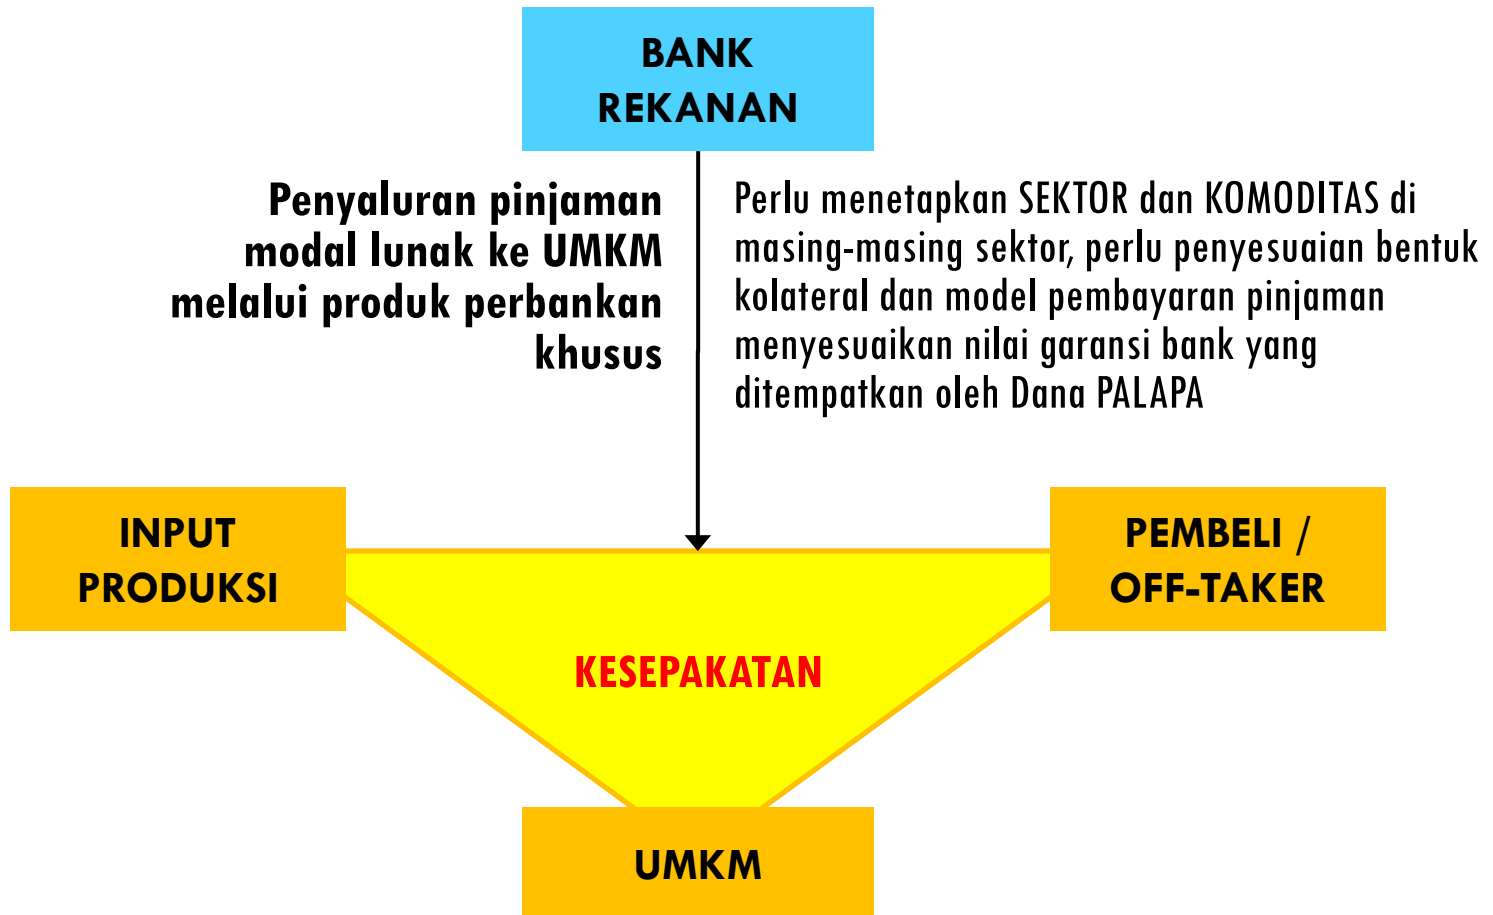 BANK
REKANAN
Penyaluran pinjaman
modal lunak ke UMKM
melalui produk perbankan
khusus
Perlu menetapkan SEKTOR dan KOMODITAS di
masing-masing sektor, perlu penyesuaian bentuk
kolateral dan model pembayaran pinjaman
menyesuaikan nilai garansi bank yang
ditempatkan oleh Dana PALAPA
INPUT
PRODUKSI
PEMBELI /
OFF-TAKER
KESEPAKATAN
UMKM